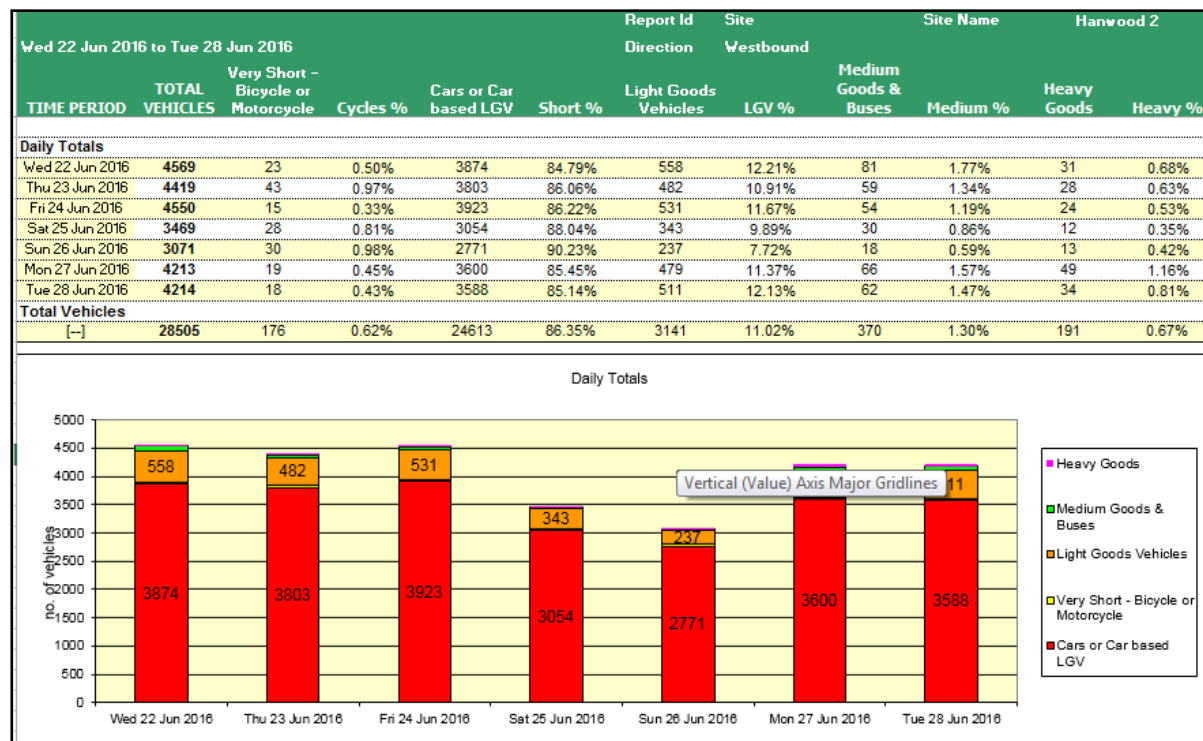 Report Id Site Site Name Hanwood 2
Wed 22 Jun 2016 to Tue 28 Jun 2016 Direction Westbound
TIME PERIOD TOTAL VEHICLES Very Short - Bicycle or Motorcycle Cycles % Cars or Car based LGV Short % Light Goods Vehicles LGV % Medium Goods & Buses Medium % Heavy Goods Heavy %
Daily Totals
Wed 22 Jun 2016 4569 23 0.50% 3874 84.79% 558 12.21% 81 1.77% 31 0.68%
Thu 23 Jun 2016 4419 43 0.97% 3803 86.06% 482 10.91% 59 1.34% 28 0.63%
Fri 24 Jun 2016 4550 15 0.33% 3923 86.22% 531 11.67% 54 1.19% 24 0.53%
Sat 25 Jun 2016 3469 28 0.81% 3054 88.04% 343 9.89% 30 0.86% 12 0.35%
Sun 26 Jun 2016 3071 30 0.98% 2771 90.23% 237 7.72% 18 0.59% 13 0.42%
Mon 27 Jun 2016 4213 19 0.45% 3600 85.45% 479 11.37% 66 1.57% 49 1.16%
Tue 28 Jun 2016 4214 18 0.43% 3588 85.14% 511 12.13% 62 1.47% 34 0.81%
Total Vehicles
[--] 28505 176 0.62% 24613 86.35% 3141 11.02% 370 1.30% 191 0.67%
Daily Totals
no. of vehicles
5000
4500
4000
3500
3000
2500
2000
1500
1000
500
0
558 482 531 343 237 11
Vertical (Value) Axis Major Gridlines
3874 3803 3923 3054 2771 3600 3588
Wed 22 Jun 2016 Thu 23 Jun 2016 Fri 24 Jun 2016 Sat 25 Jun 2016 Sun 26 Jun 2016 Mon 27 Jun 2016 Tue 28 Jun 2016
Heavy Goods
Medium Goods &
Buses
Light Goods Vehicles
Very Short - Bicycle or
Motorcycle
Cars or Car based
LGV